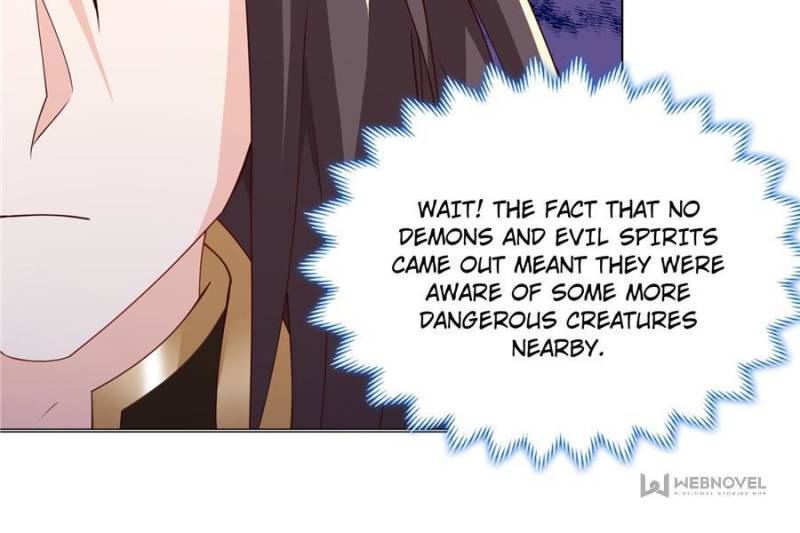 WAIT! THE FACT THAT NO
DEMONS AND EVIL SPIRITS
CAME OUT MEANT THEY WERE
AWARE OF SOME MORE
DANGEROUS CREATURES
NEARBY.
WEBNOVEL